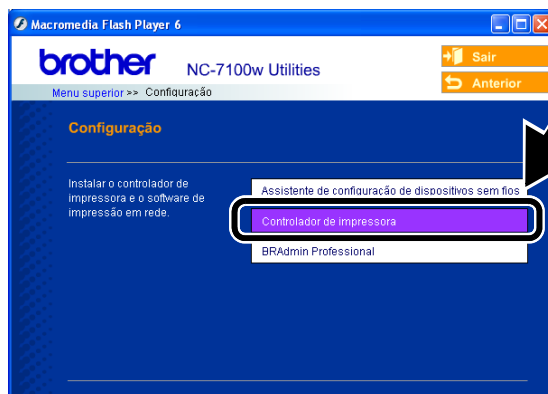 Macromedia Flash Player 6
brother
NC-7100w Utilities
Sair
Anterior
Menu superior >> Configuração
Configuração
Instalar o controlador de
impressora e o software de
impressão em rede.
Assistente de configuração de dispositivos sem fios
Controlador de impressora
BRAdmin Professional